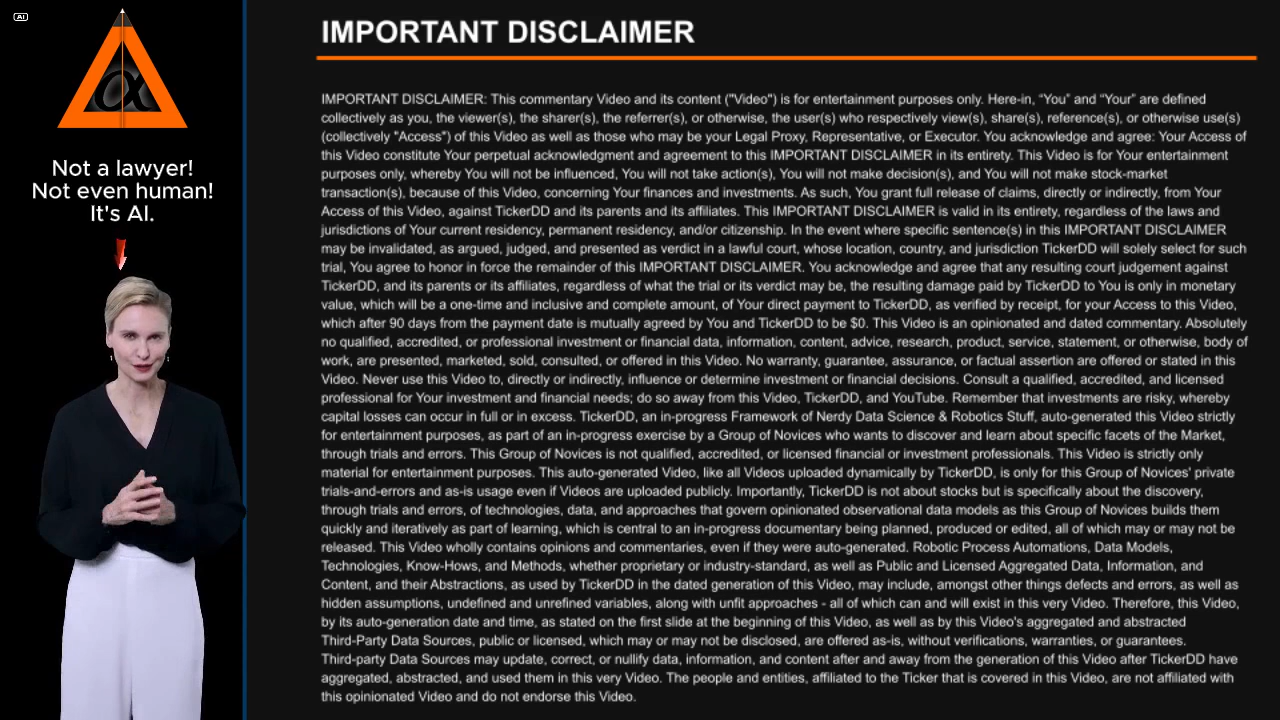 AI
α
Not a lawyer!
Not even human!
It's AI.
IMPORTANT DISCLAIMER
IMPORTANT DISCLAIMER: This commentary Video and its content ("Video") is for entertainment purposes only. Here-in, “You” and “Your” are defined
collectively as you, the viewer(s), the sharer(s), the referrer(s), or otherwise, the user(s) who respectively view(s), share(s), reference(s), or otherwise use(s)
(collectively "Access") of this Video as well as those who may be your Legal Proxy, Representative, or Executor. You acknowledge and agree: Your Access of
this Video constitute Your perpetual acknowledgment and agreement to this IMPORTANT DISCLAIMER in its entirety. This Video is for Your entertainment
purposes only, whereby You will not be influenced, You will not take action(s), You will not make decision(s), and You will not make stock-market
transaction(s), because of this Video, concerning Your finances and investments. As such, You grant full release of claims, directly or indirectly, from Your
Access of this Video, against TickerDD and its parents and its affiliates. This IMPORTANT DISCLAIMER is valid in its entirety, regardless of the laws and
jurisdictions of Your current residency, permanent residency, and/or citizenship. In the event where specific sentence(s) in this IMPORTANT DISCLAIMER
may be invalidated, as argued, judged, and presented as verdict in a lawful court, whose location, country, and jurisdiction TickerDD will solely select for such
trial, You agree to honor in force the remainder of this IMPORTANT DISCLAIMER. You acknowledge and agree that any resulting court judgement against
TickerDD, and its parents or its affiliates, regardless of what the trial or its verdict may be, the resulting damage paid by TickerDD to You is only in monetary
value, which will be a one-time and inclusive and complete amount, of Your direct payment to TickerDD, as verified by receipt, for your Access to this Video,
which after 90 days from the payment date is mutually agreed by You and TickerDD to be $0. This Video is an opinionated and dated commentary. Absolutely
no qualified, accredited, or professional investment or financial data, information, content, advice, research, product, service, statement, or otherwise, body of
work, are presented, marketed, sold, consulted, or offered in this Video. No warranty, guarantee, assurance, or factual assertion are offered or stated in this
Video. Never use this Video to, directly or indirectly, influence or determine investment or financial decisions. Consult a qualified, accredited, and licensed
professional for Your investment and financial needs; do so away from this Video, TickerDD, and YouTube. Remember that investments are risky, whereby
capital losses can occur in full or in excess. TickerDD, an in-progress Framework of Nerdy Data Science & Robotics Stuff, auto-generated this Video strictly
for entertainment purposes, as part of an in-progress exercise by a Group of Novices who wants to discover and learn about specific facets of the Market,
through trials and errors. This Group of Novices is not qualified, accredited, or licensed financial or investment professionals. This Video is strictly only
material for entertainment purposes. This auto-generated Video, like all Videos uploaded dynamically by TickerDD, is only for this Group of Novices' private
trials-and-errors and as-is usage even if Videos are uploaded publicly. Importantly, TickerDD is not about stocks but is specifically about the discovery,
through trials and errors, of technologies, data, and approaches that govern opinionated observational data models as this Group of Novices builds them
quickly and iteratively as part of learning, which is central to an in-progress documentary being planned, produced or edited, all of which may or may not be
released. This Video wholly contains opinions and commentaries, even if they were auto-generated. Robotic Process Automations, Data Models,
Technologies, Know-Hows, and Methods, whether proprietary or industry-standard, as well as Public and Licensed Aggregated Data, Information, and
Content, and their Abstractions, as used by TickerDD in the dated generation of this Video, may include, amongst other things defects and errors, as well as
hidden assumptions, undefined and unrefined variables, along with unfit approaches - all of which can and will exist in this very Video. Therefore, this Video,
by its auto-generation date and time, as stated on the first slide at the beginning of this Video, as well as by this Video's aggregated and abstracted
Third-Party Data Sources, public or licensed, which may or may not be disclosed, are offered as-is, without verifications, warranties, or guarantees.
Third-party Data Sources may update, correct, or nullify data, information, and content after and away from the generation of this Video after TickerDD have
aggregated, abstracted, and used them in this very Video. The people and entities, affiliated to the Ticker that is covered in this Video, are not affiliated with
this opinionated Video and do not endorse this Video.